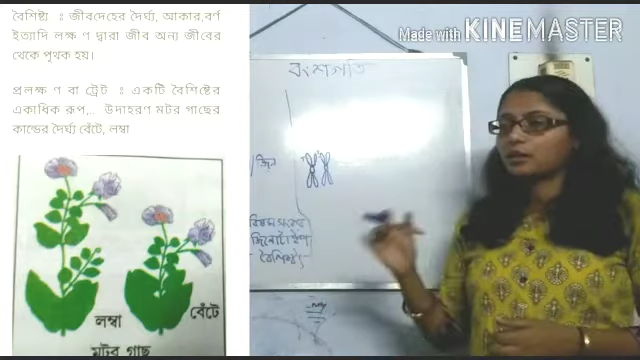 বৈশিষ্ট্য ঃ জীবদেহের দৈর্ঘ্য, আকার,বর্ণ
ইত্যাদি লক্ষ ণ দ্বারা জীব অন্য জীবের
থেকে পৃথক হয়।
প্রলক্ষ ণ বা ট্রেট ঃ একটি বৈশিষ্টের
একাধিক রূপ,.. উদাহরণ মটর গাছের
কান্ডের দৈর্ঘ্য বেঁটে, লম্বা
লম্বা
বেঁটে
মটর গাছ
বংশগতি
জিন
Made with KINEMASTER